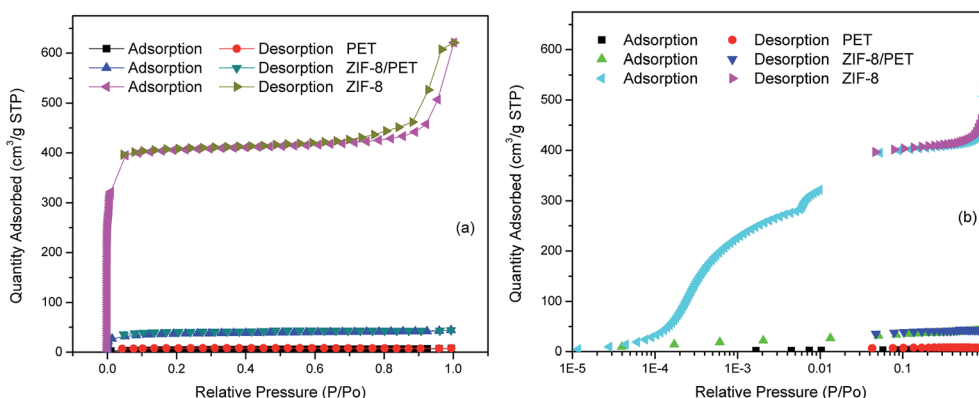 600
500
400
300
200
100
0
Quantity Adsorbed (cm³/g STP)
Adsorption Desorption PET
Adsorption Desorption ZIF-8/PET
Adsorption Desorption ZIF-8
(a)
0.0 0.2 0.4 0.6 0.8 1.0
Relative Pressure (P/Po)
600
500
400
300
200
100
0
Quantity Adsorbed (cm³/g STP)
Adsorption Desorption PET
Adsorption Desorption ZIF-8/PET
Adsorption Desorption ZIF-8
(b)
1E-5 1E-4 1E-3 0.01 0.1
Relative Pressure (P/Po)